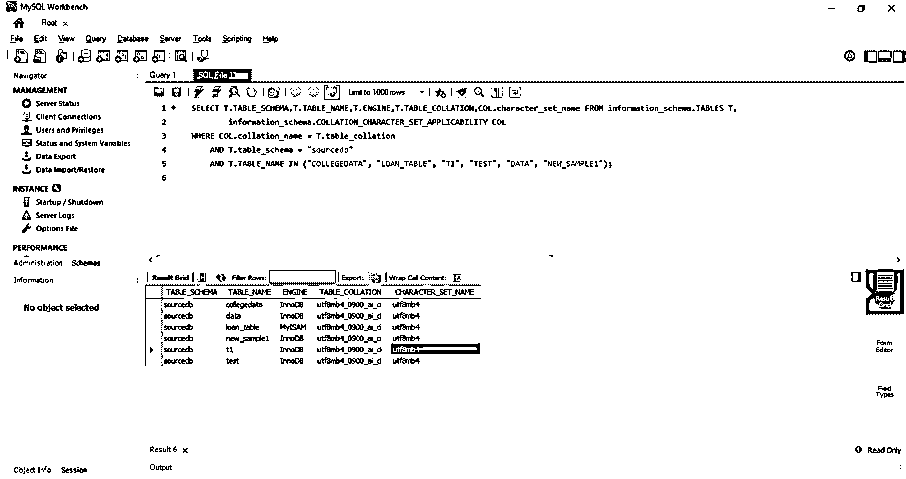 MySQL Workbench
Root ×
File Edit View Query Database Server Tools Scripting Help
Navigator
Query 1 SQL File 11
MANAGEMENT
Server Status
Client Connections
Users and Privileges
Status and System Variables
Data Export
Data Import/Restore
INSTANCE
Startup / Shutdown
Server Logs
Options File
PERFORMANCE
Administration Schemas
Information
No object selected
Object Info Session
Limit to 1000 rows
1 SELECT T.TABLE_SCHEMA,T.TABLE_NAME,T.ENGINE,T.TABLE_COLLATION,COL.character_set_name FROM information_schema.TABLES T,
2 information_schema.COLLATION_CHARACTER_SET_APPLICABILITY COL
3 WHERE COL.collation_name = T.table_collation
4 AND T.table_schema = "sourcedb"
5 AND T.TABLE_NAME IN ("COLLEGEDATA", "LOAN_TABLE", "T1", "TEST", "DATA", "NEW_SAMPLE1");
6
Result Grid Filter Rows: Export: Wrap Cell Content:
TABLE_SCHEMA TABLE_NAME ENGINE TABLE_COLLATION CHARACTER_SET_NAME
sourcedb collegedata InnoDB utf8mb4_0900_ai_ci utf8mb4
sourcedb data InnoDB utf8mb4_0900_ai_ci utf8mb4
sourcedb loan_table MyISAM utf8mb4_0900_ai_ci utf8mb4
sourcedb new_sample1 InnoDB utf8mb4_0900_ai_ci utf8mb4
sourcedb t1 InnoDB utf8mb4_0900_ai_ci utf8mb4
sourcedb test InnoDB utf8mb4_0900_ai_ci utf8mb4
Result
Grid
Form
Editor
Field
Types
Result 6 ×
Read Only
Output